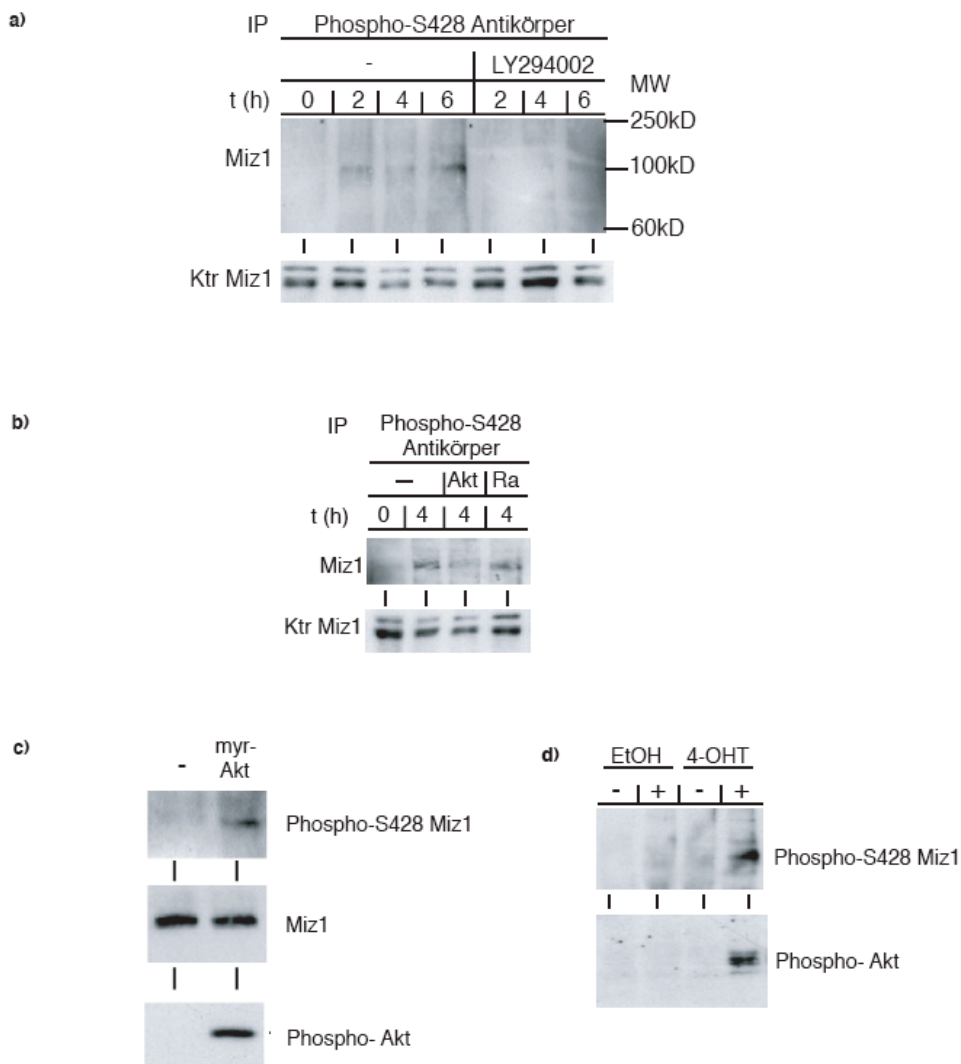 a)
IP Phospho-S428 Antikörper
- LY294002
MW
t (h) 0 2 4 6 2 4 6
250kD
Miz1
100kD
60kD
Ktr Miz1
b)
IP Phospho-S428
Antikörper
– Akt Ra
t (h) 0 4 4 4
Miz1
Ktr Miz1
c)
- myr-
Akt
Phospho-S428 Miz1
Miz1
Phospho- Akt
d)
EtOH 4-OHT
- + - +
Phospho-S428 Miz1
Phospho- Akt